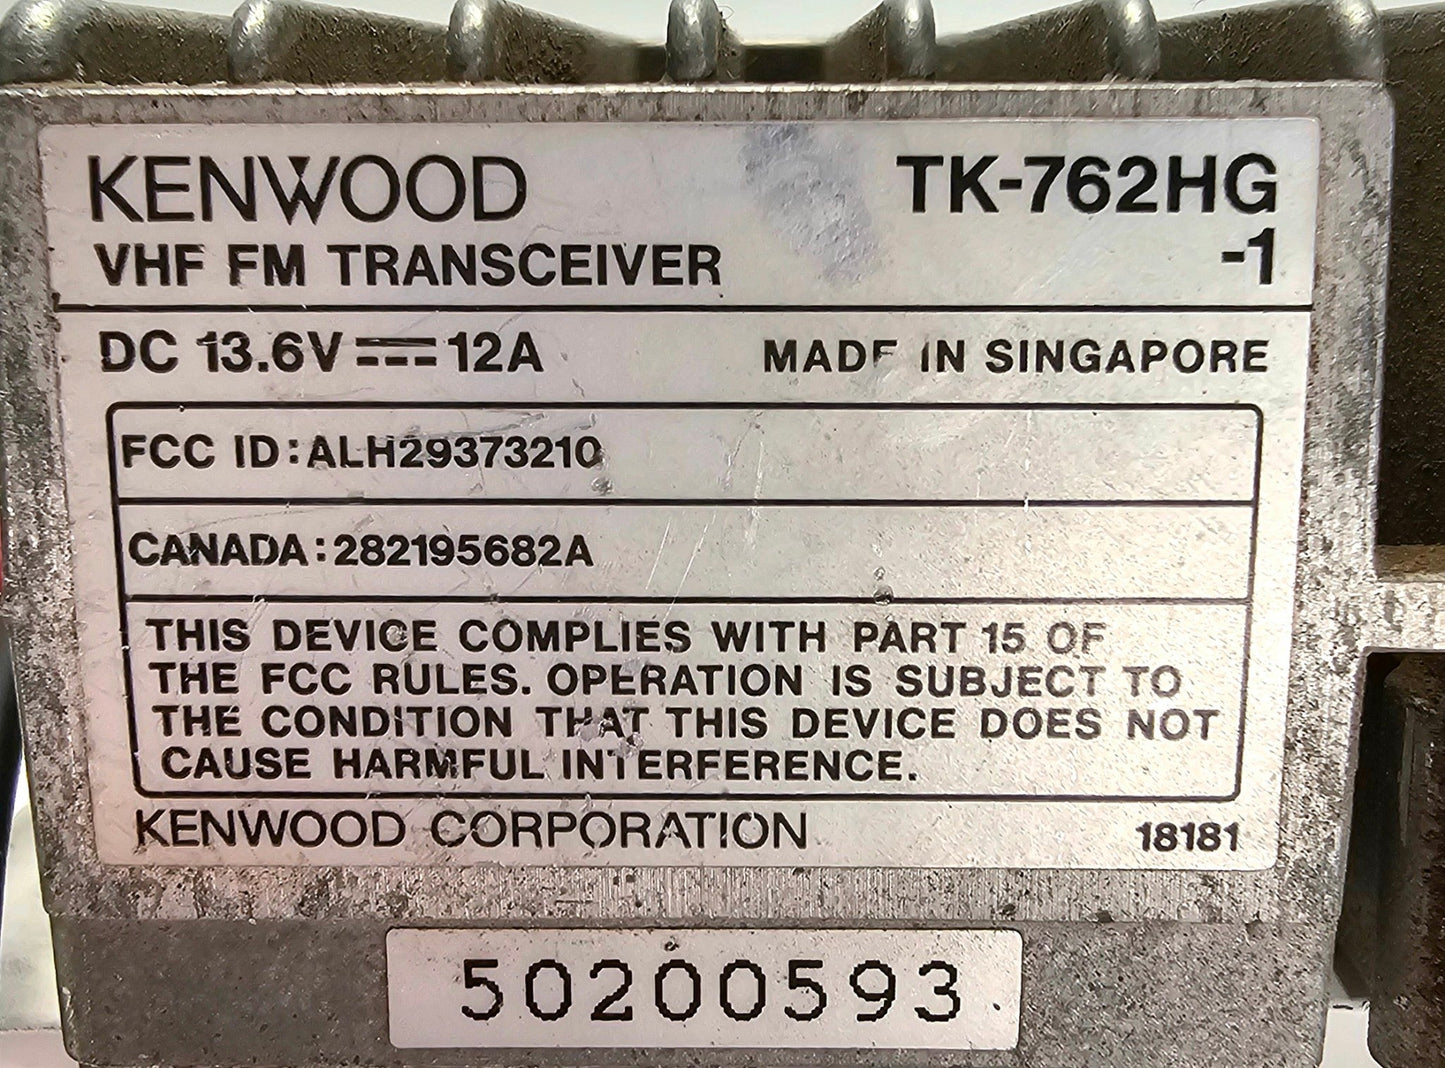 KENWOOD
TK-762HG
-1
VHF FM TRANSCEIVER
DC 13.6V ⎓ 12A
MADE IN SINGAPORE
FCC ID:ALH29373210
CANADA:282195682A
THIS DEVICE COMPLIES WITH PART 15 OF
THE FCC RULES. OPERATION IS SUBJECT TO
THE CONDITION THAT THIS DEVICE DOES NOT
CAUSE HARMFUL INTERFERENCE.
KENWOOD CORPORATION
18181
50200593